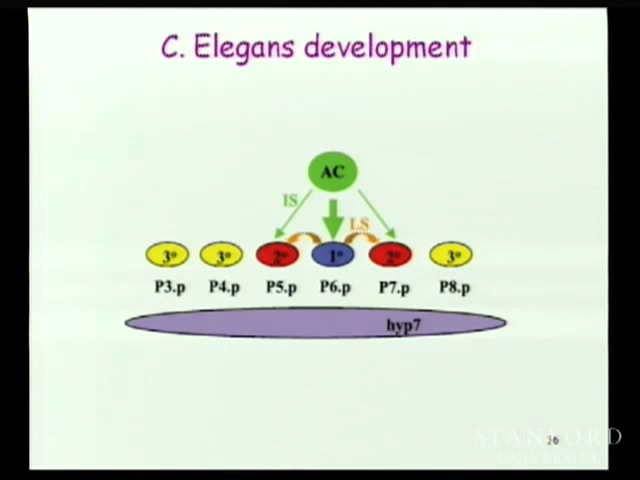 C. Elegans development
AC
IS
LS
3° 3° 2° 1° 2° 3°
P3.p P4.p P5.p P6.p P7.p P8.p
hyp7
36
STANFORD
UNIVERSITY